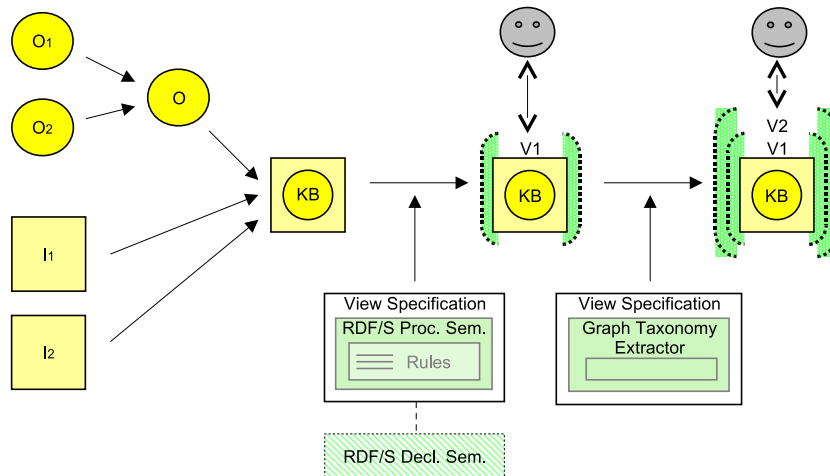 O1
O2
O
KB
I1
I2
V1
KB
V2
V1
KB
View Specification
RDF/S Proc. Sem.
Rules
RDF/S Decl. Sem.
View Specification
Graph Taxonomy
Extractor